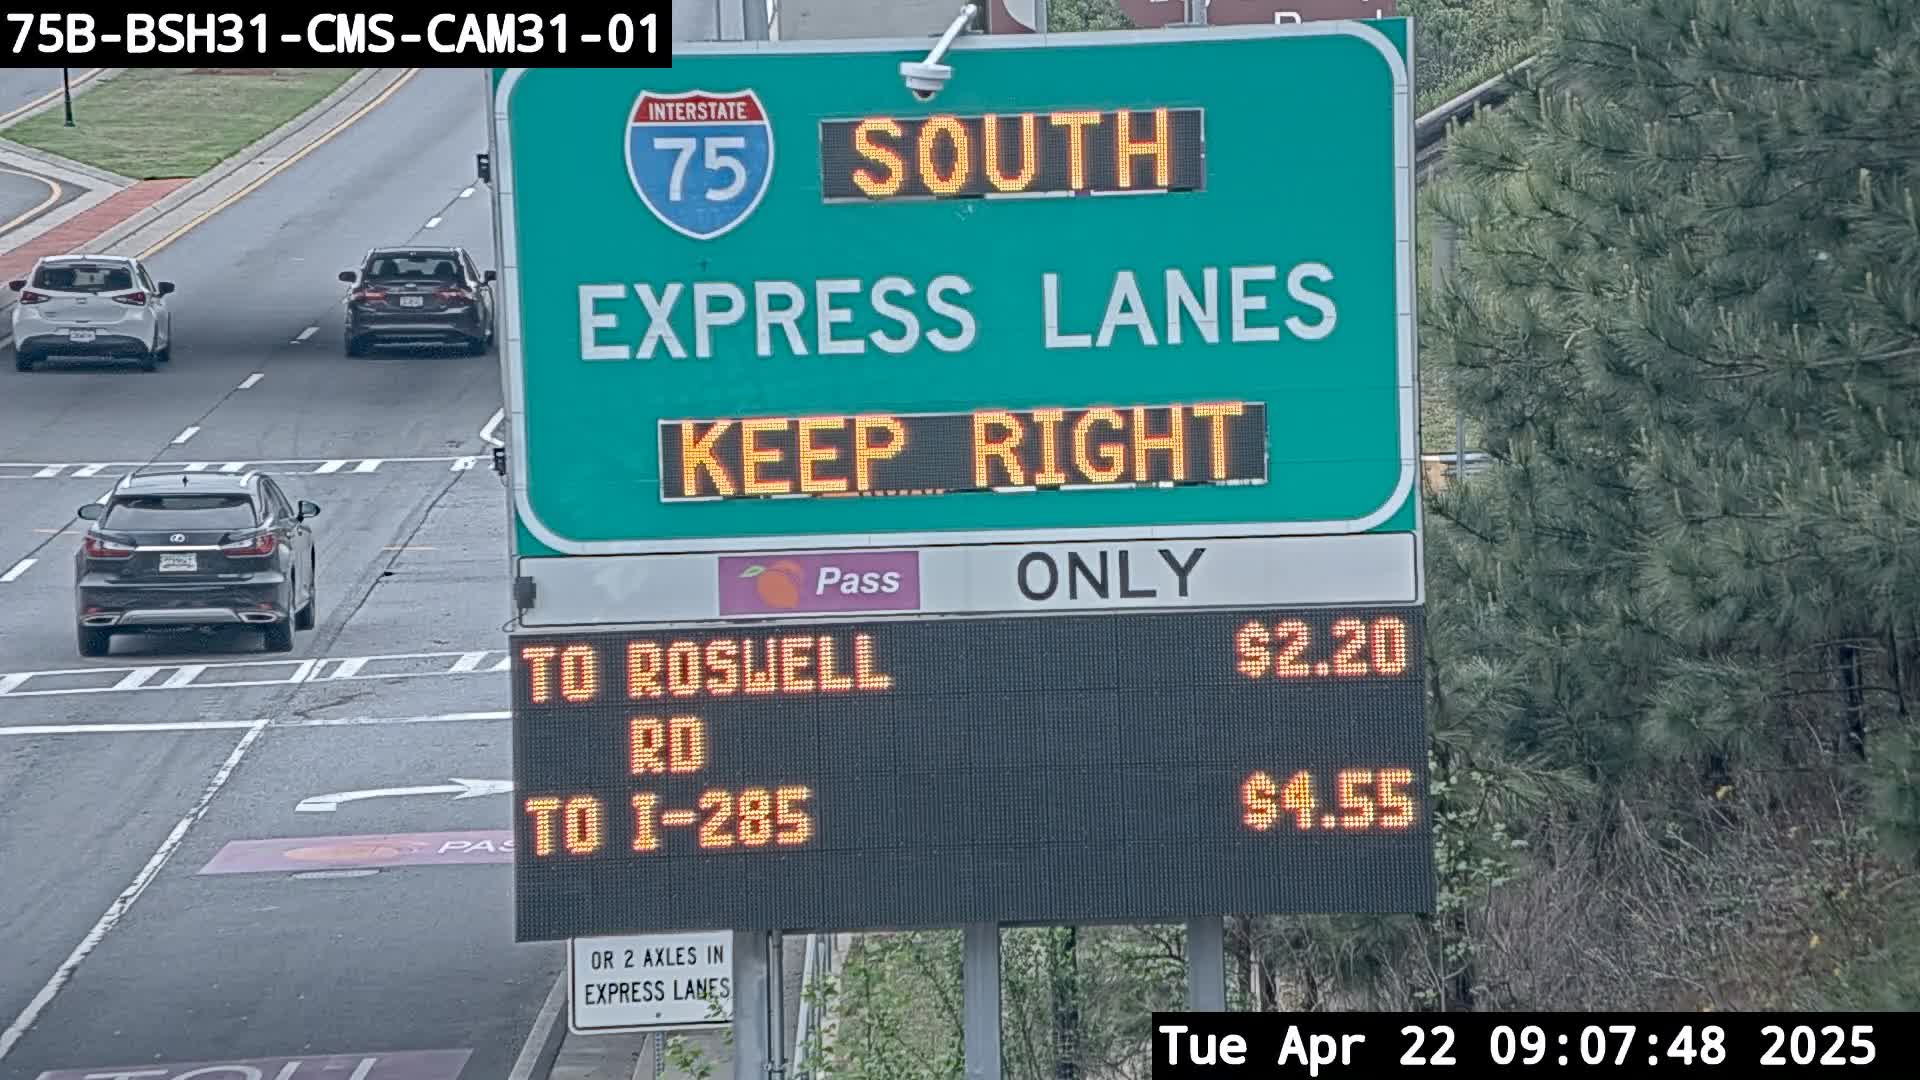 75B-BSH31-CMS-CAM31-01
INTERSTATE
75
SOUTH
EXPRESS LANES
KEEP RIGHT
Pass ONLY
TO ROSWELL $2.20
RD
TO I-285 $4.55
OR 2 AXLES IN
EXPRESS LANES
TOLL
Tue Apr 22 09:07:48 2025